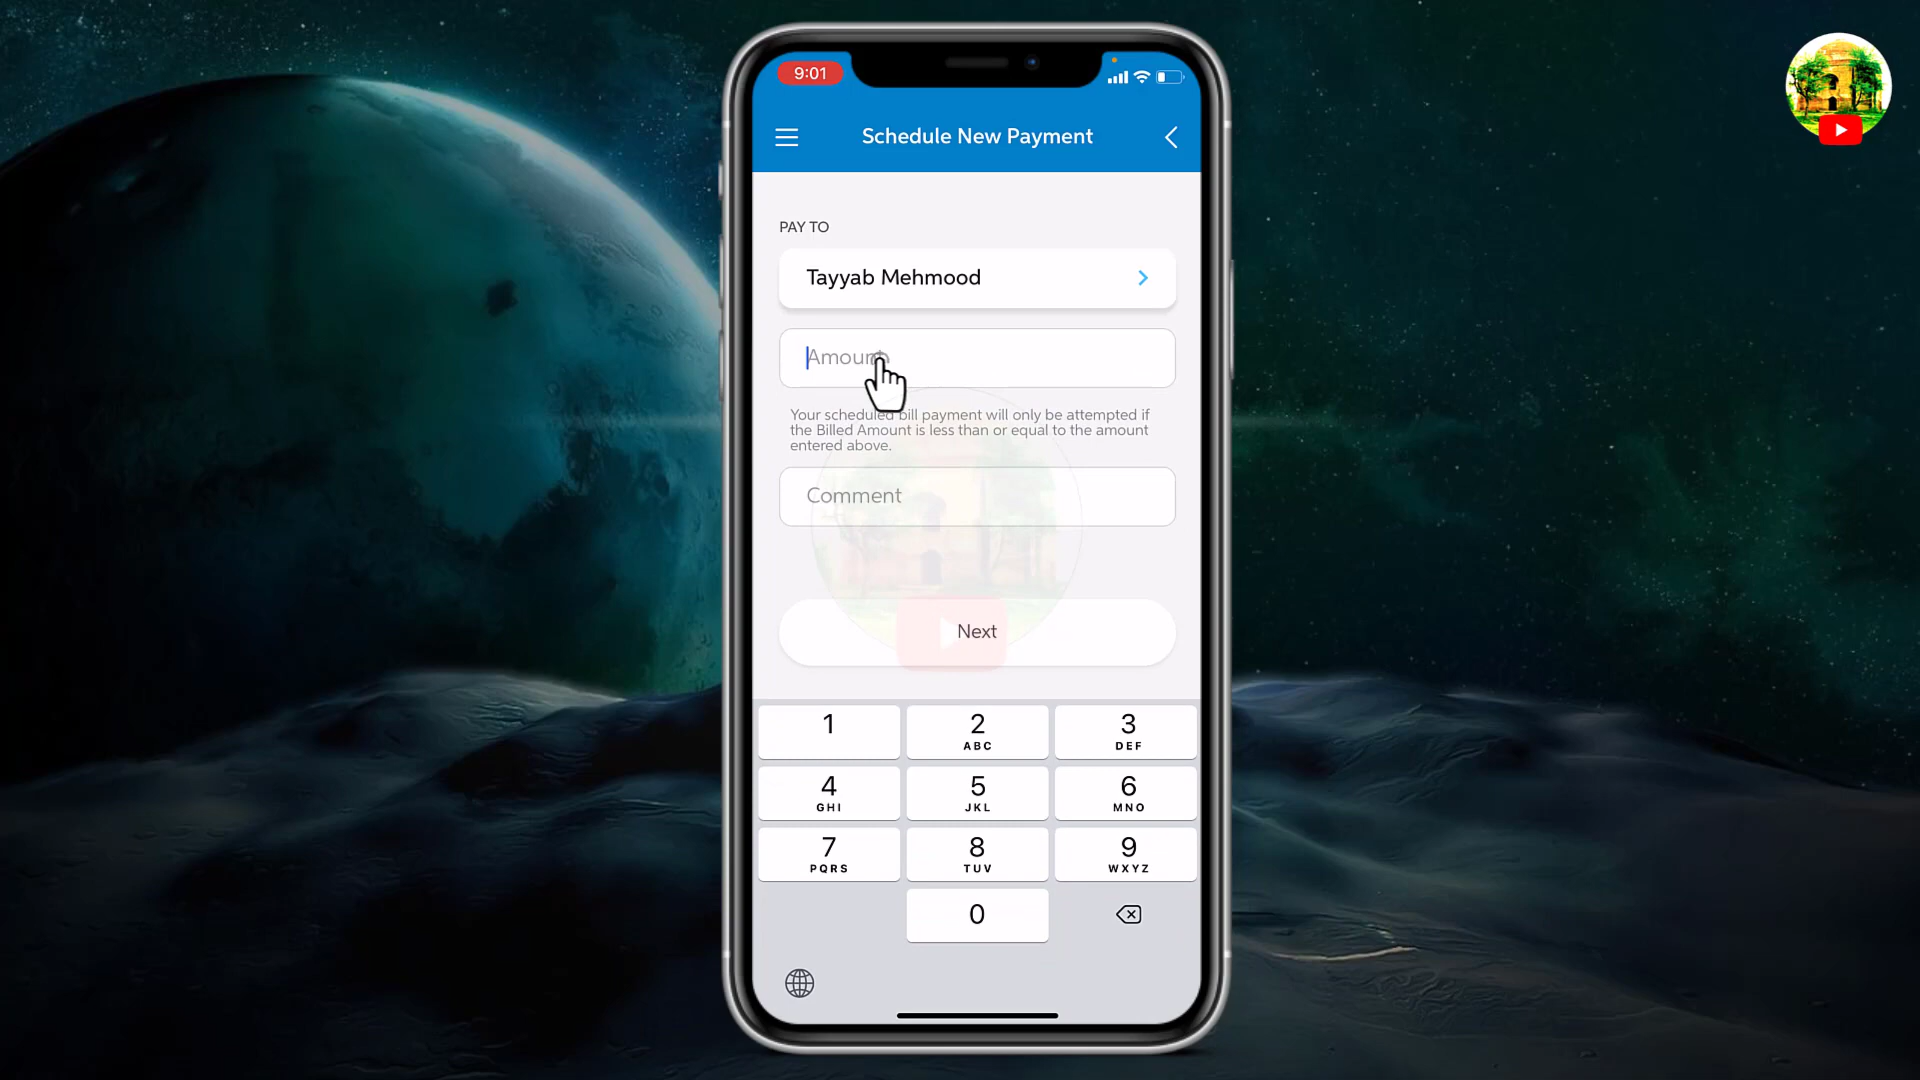 9:01
Schedule New Payment
PAY TO
Tayyab Mehmood
Amount
Your scheduled bill payment will only be attempted if
the Billed Amount is less than or equal to the amount
entered above.
Comment
Next
1
2
ABC
3
DEF
4
GHI
5
JKL
6
MNO
7
PQRS
8
TUV
9
WXYZ
0